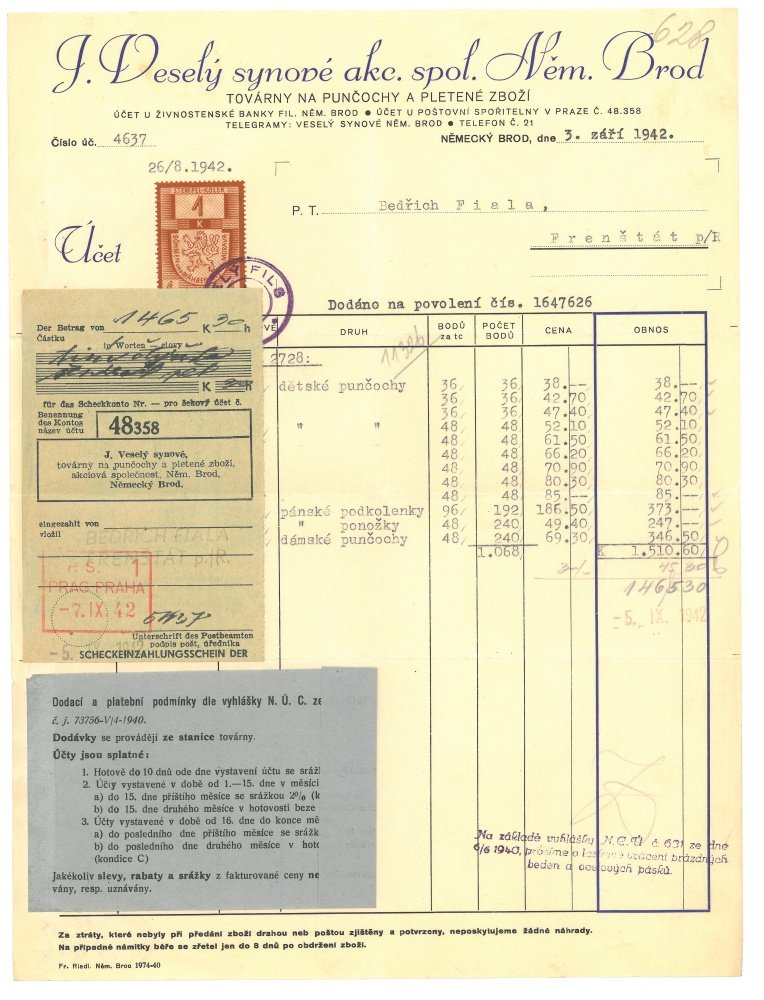 628
J. Veselý synové akc. spol. Něm. Brod
TOVÁRNY NA PUNČOCHY A PLETENÉ ZBOŽÍ
ÚČET U ŽIVNOSTENSKÉ BANKY FIL. NĚM. BROD ● ÚČET U POŠTOVNÍ SPOŘITELNY V PRAZE Č. 48.358
TELEGRAMY: VESELÝ SYNOVÉ NĚM. BROD ● TELEFON Č. 21
Číslo úč. 4637
NĚMECKÝ BROD, dne 3. září 1942.
26/8.1942.
STEMPEL-KOLEK
1
K
P. T. Bedřich Fiala,
Frenštát p/R
Účet
FILS
Dodáno na povolení čís. 1647626
DRUH BODŮ za tc POČET BODŮ CENA OBNOS
2728:
dětské punčochy 36, 36, 38.-- 38.--
36, 36, 42.70 42.70
36, 36, 47.40 47.40
" " 48, 48, 52.10 52.10
48, 48, 61.50 61.50
48, 48, 66.20 66.20
48, 48, 70.90 70.90
48, 48, 80.30 80.30
48, 48, 85.-- 85.--
pánské podkolenky 96, 192, 186.50 373.--
" ponožky 48, 240, 49.40 247.--
dámské punčochy 48, 240, 69.30 346.50
1.068, K 1.510.60
45.30
1465 30
-5. IX. 1942
Der Betrag von 1465 K 30 h
Částku
in Worten – slovy
K h
für das Scheckkonto Nr. — pro šekový účet č.
Benennung
des Kontos
název účtu
48358
J. Veselý synové,
továrny na punčochy a pletené zboží,
akciová společnost, Něm. Brod,
Německý Brod.
eingezahlt von
vložil
BEDŘICH FIALA
FRENŠTÁT p./R.
P. Š. 1
PRAG-PRAHA
-7. IX. 42
Unterschrift des Postbeamten
podpis pošt. úředníka
SCHECKEINZAHLUNGSSCHEIN DER
Dodací a platební podmínky dle vyhlášky N. Ú. C. ze
č. j. 73756-V/4-1940.
Dodávky se provádějí ze stanice továrny.
Účty jsou splatné:
1. Hotově do 10 dnů ode dne vystavení účtu se sráž
2. Účty vystavené v době od 1.—15. dne v měsíci
a) do 15. dne příštího měsíce se srážkou 2% (k
b) do 15. dne druhého měsíce v hotovosti beze
3. Účty vystavené v době od 16. dne do konce mě
a) do posledního dne příštího měsíce se srážk
b) do posledního dne druhého měsíce v hoto
(kondice C)
Jakékoliv slevy, rabaty a srážky z fakturované ceny ne
vány, resp. uznávány.
Na základě vyhlášky N.C.Ú č. 631 ze dne
6/6 1940, prosíme o laskavé vrácení prázdných
beden a ocelových pásků.
Za ztráty, které nebyly při předání zboží drahou neb poštou zjištěny a potvrzeny, neposkytujeme žádné náhrady.
Na případné námitky béře se zřetel jen do 8 dnů po obdržení zboží.
Fr. Riedl. Něm. Brod 1974-40